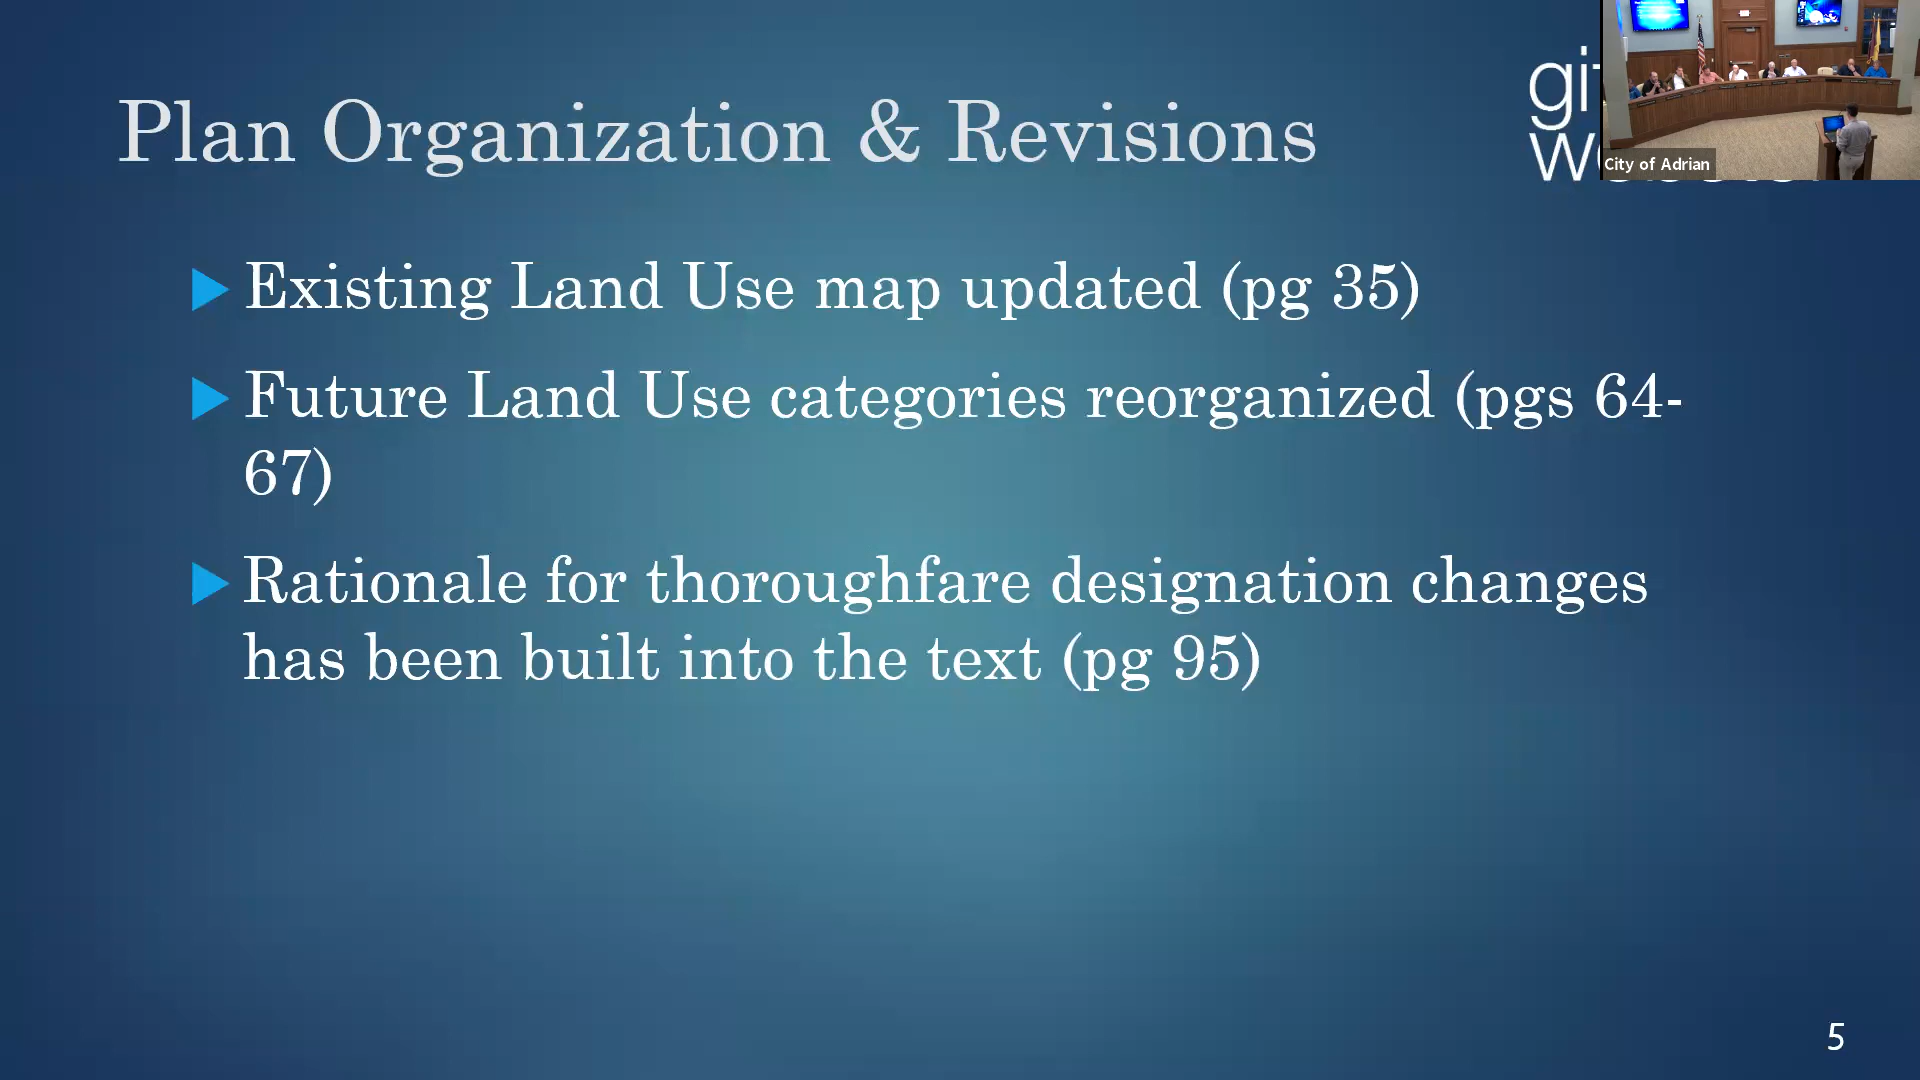 Plan Organization & Revisions
City of Adrian
Existing Land Use map updated (pg 35)
Future Land Use categories reorganized (pgs 64-
67)
Rationale for thoroughfare designation changes
has been built into the text (pg 95)
5